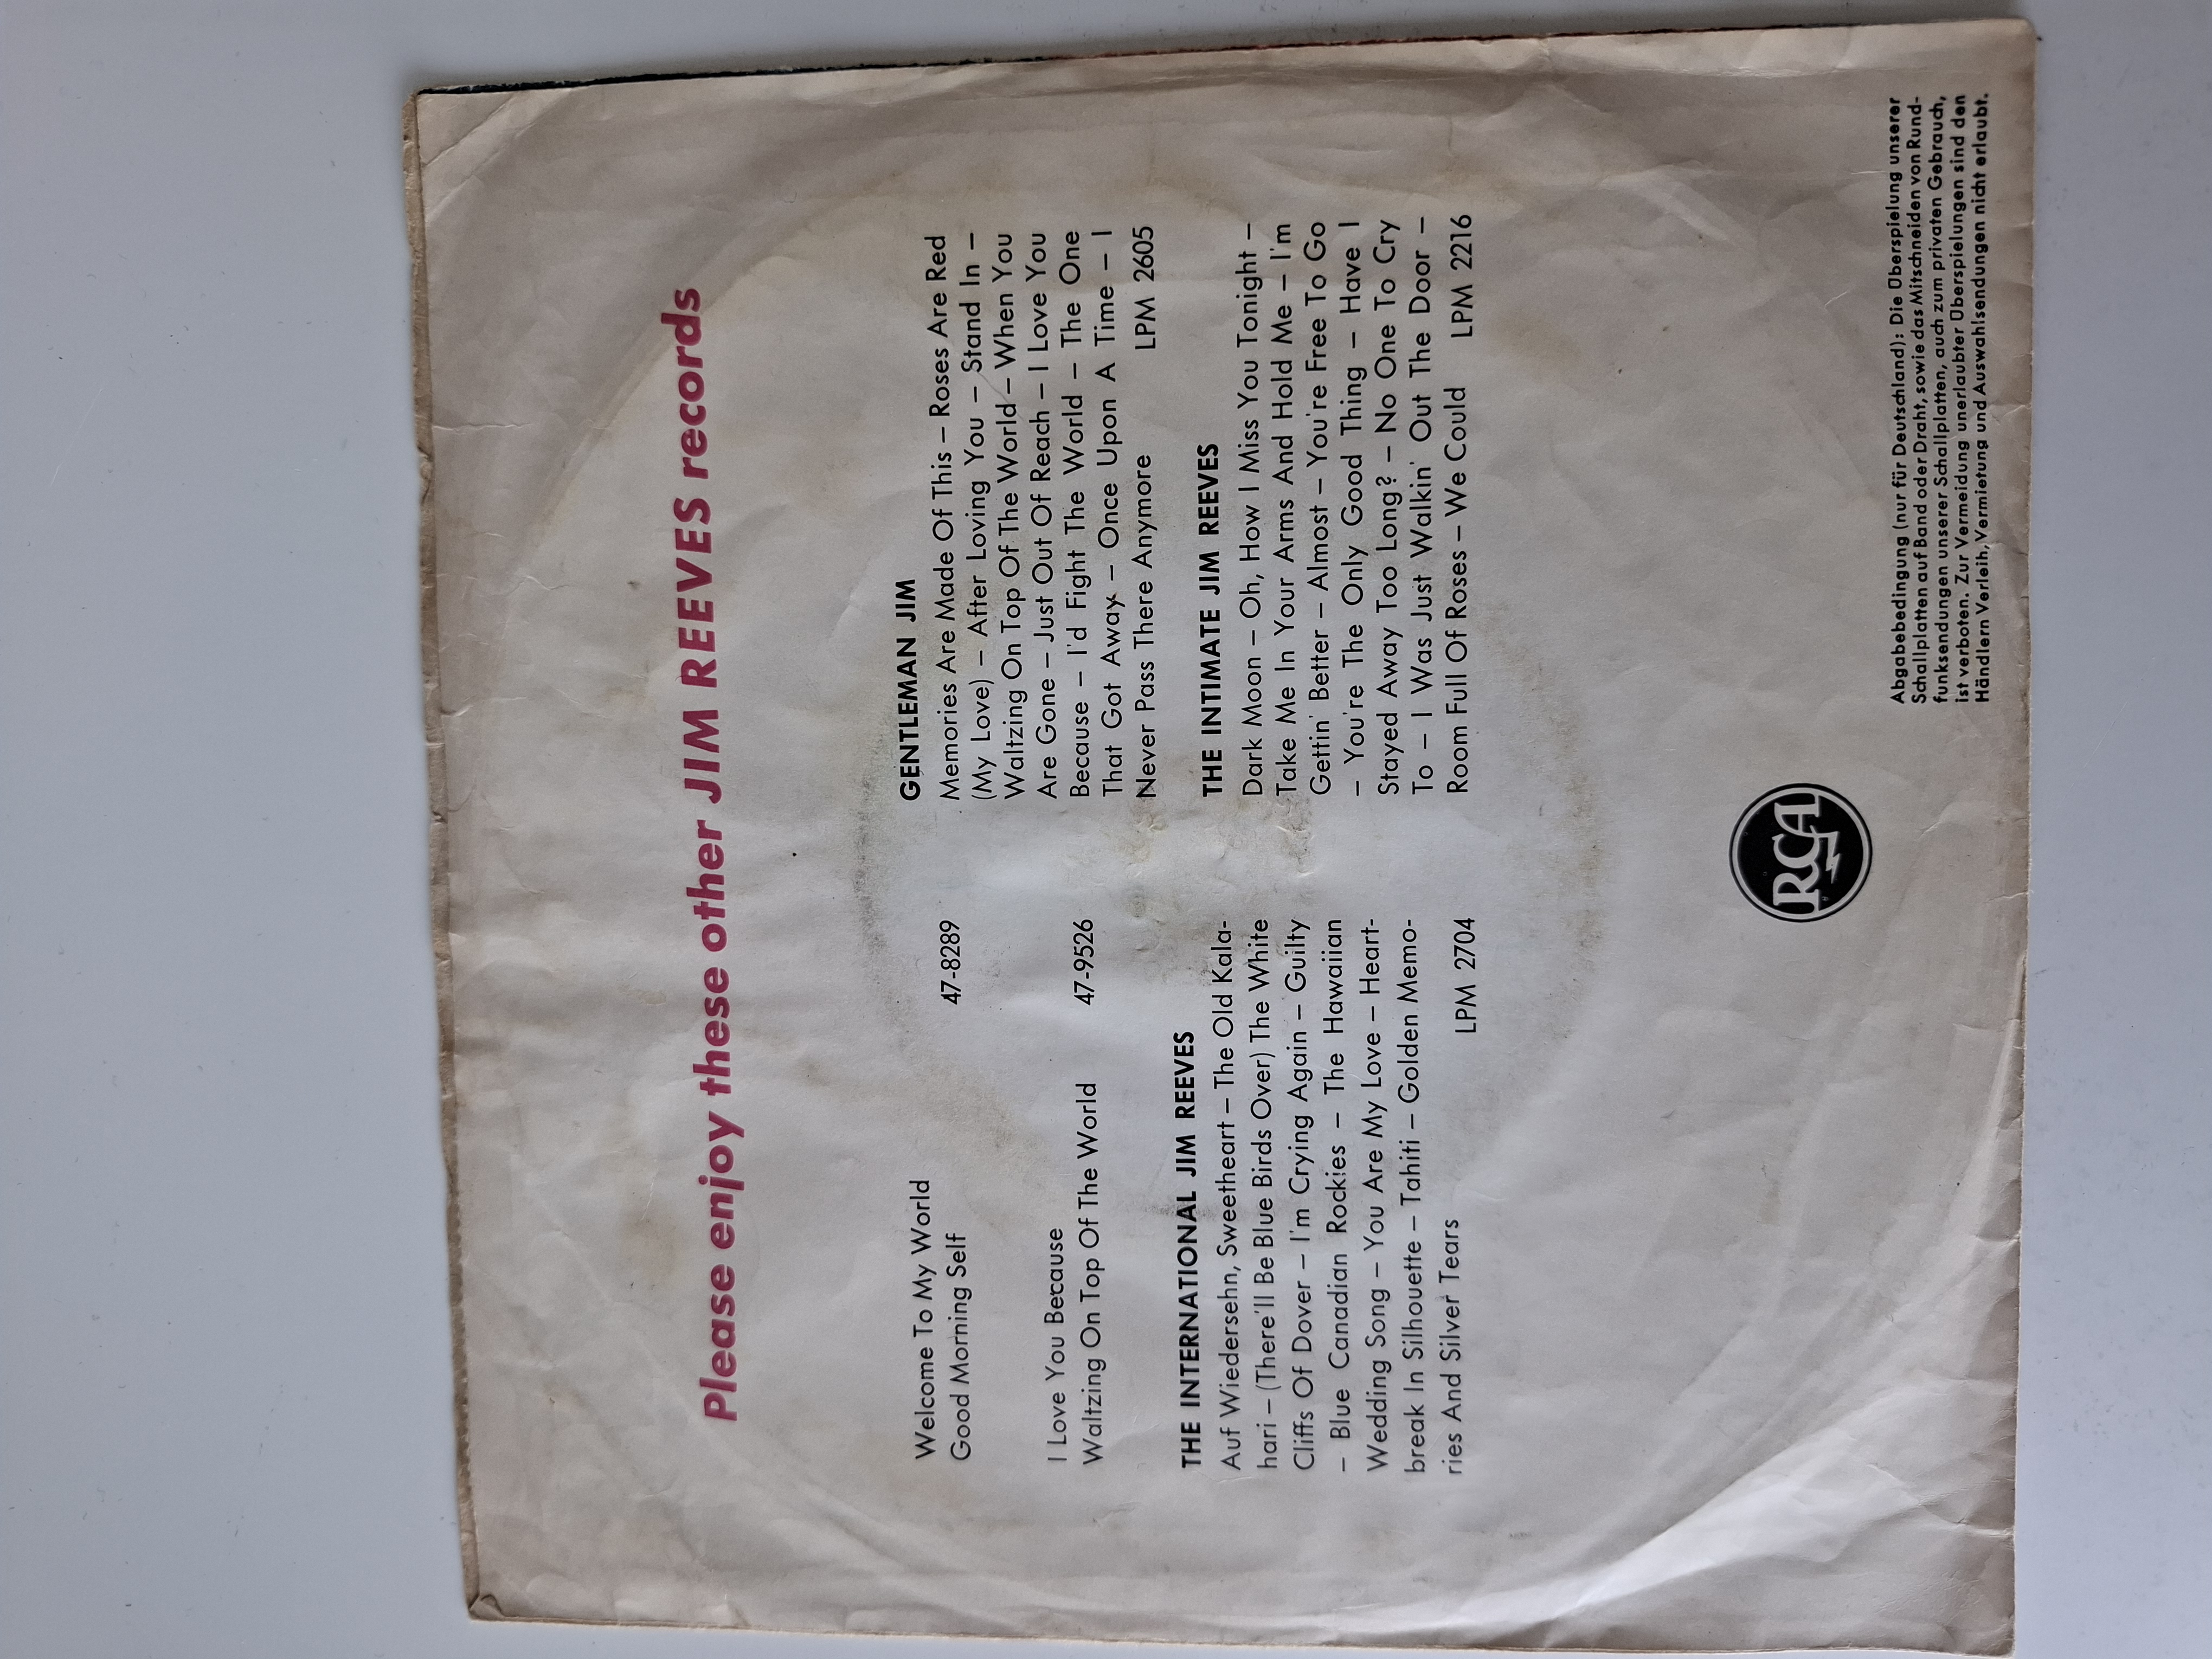 Please enjoy these other JIM REEVES records
Welcome To My World
Good Morning Self 47-8289
I Love You Because
Waltzing On Top Of The World 47-9526
THE INTERNATIONAL JIM REEVES
Auf Wiedersehn, Sweetheart – The Old Kala-
hari – (There'll Be Blue Birds Over) The White
Cliffs Of Dover – I'm Crying Again – Guilty
– Blue Canadian Rockies – The Hawaiian
Wedding Song – You Are My Love – Heart-
break In Silhouette – Tahiti – Golden Memo-
ries And Silver Tears LPM 2704
GENTLEMAN JIM
Memories Are Made Of This – Roses Are Red
(My Love) – After Loving You – Stand In –
Waltzing On Top Of The World – When You
Are Gone – Just Out Of Reach – I Love You
Because – I'd Fight The World – The One
That Got Away – Once Upon A Time – I
Never Pass There Anymore LPM 2605
THE INTIMATE JIM REEVES
Dark Moon – Oh, How I Miss You Tonight –
Take Me In Your Arms And Hold Me – I'm
Gettin' Better – Almost – You're Free To Go
– You're The Only Good Thing – Have I
Stayed Away Too Long? – No One To Cry
To – I Was Just Walkin' Out The Door –
Room Full Of Roses – We Could LPM 2216
RCA
Abgabebedingung (nur für Deutschland): Die Überspielung unserer
Schallplatten auf Band oder Draht, sowie das Mitschneiden von Rund-
funksendungen unserer Schallplatten, auch zum privaten Gebrauch,
ist verboten. Zur Vermeidung unerlaubter Überspielungen sind den
Händlern Verleih, Vermietung und Auswahlsendungen nicht erlaubt.